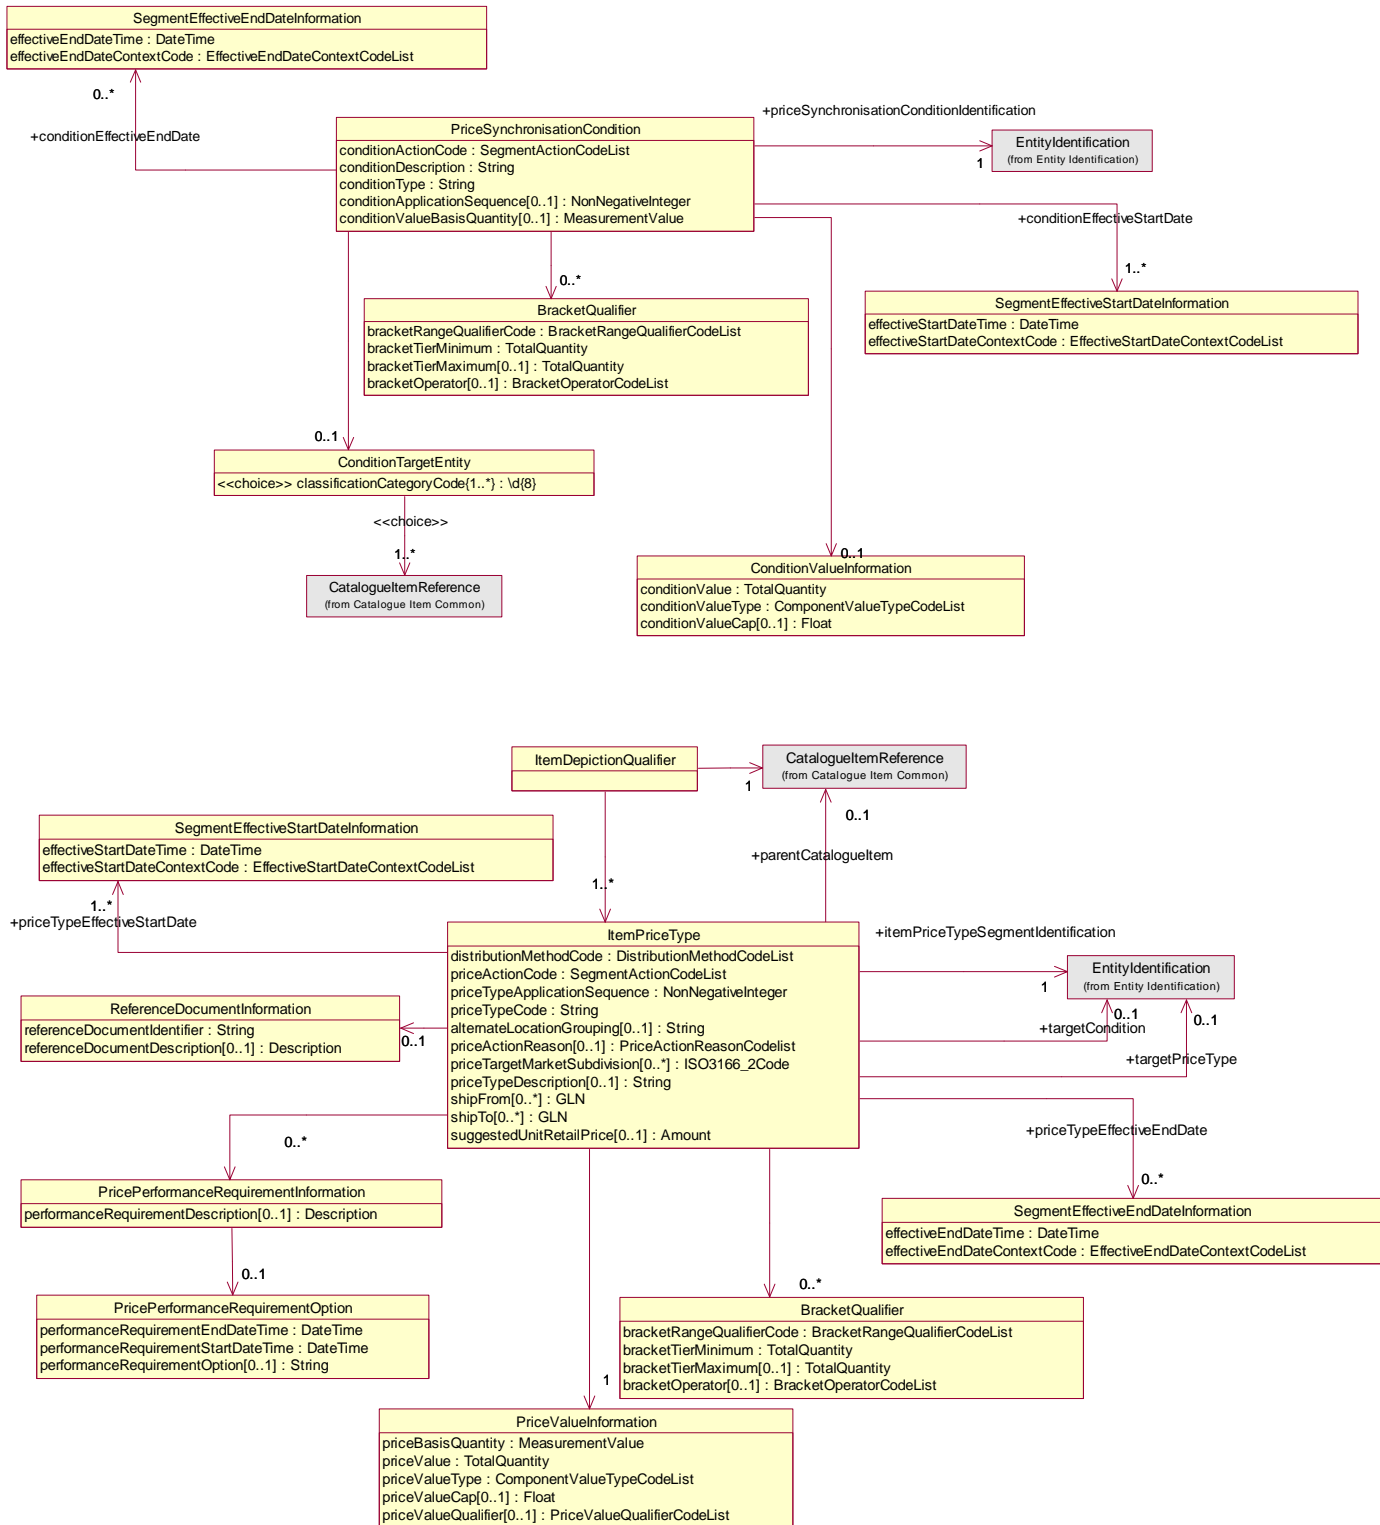 SegmentEffectiveEndDateInformation
effectiveEndDateTime : DateTime
effectiveEndDateContextCode : EffectiveEndDateContextCodeList
0..*
+conditionEffectiveEndDate
+priceSynchronisationConditionIdentification
PriceSynchronisationCondition
conditionActionCode : SegmentActionCodeList
conditionDescription : String
conditionType : String
conditionApplicationSequence[0..1] : NonNegativeInteger
conditionValueBasisQuantity[0..1] : MeasurementValue
EntityIdentification
(from Entity Identification)
1
+conditionEffectiveStartDate
1..*
SegmentEffectiveStartDateInformation
effectiveStartDateTime : DateTime
effectiveStartDateContextCode : EffectiveStartDateContextCodeList
0..*
BracketQualifier
bracketRangeQualifierCode : BracketRangeQualifierCodeList
bracketTierMinimum : TotalQuantity
bracketTierMaximum[0..1] : TotalQuantity
bracketOperator[0..1] : BracketOperatorCodeList
0..1
ConditionTargetEntity
<<choice>> classificationCategoryCode{1..*} : \d{8}
<<choice>>
1..*
CatalogueItemReference
(from Catalogue Item Common)
0..1
ConditionValueInformation
conditionValue : TotalQuantity
conditionValueType : ComponentValueTypeCodeList
conditionValueCap[0..1] : Float
ItemDepictionQualifier
CatalogueItemReference
(from Catalogue Item Common)
1
0..1
+parentCatalogueItem
SegmentEffectiveStartDateInformation
effectiveStartDateTime : DateTime
effectiveStartDateContextCode : EffectiveStartDateContextCodeList
1..*
+priceTypeEffectiveStartDate
1..*
ItemPriceType
distributionMethodCode : DistributionMethodCodeList
priceActionCode : SegmentActionCodeList
priceTypeApplicationSequence : NonNegativeInteger
priceTypeCode : String
alternateLocationGrouping[0..1] : String
priceActionReason[0..1] : PriceActionReasonCodelist
priceTargetMarketSubdivision[0..*] : ISO3166_2Code
priceTypeDescription[0..1] : String
shipFrom[0..*] : GLN
shipTo[0..*] : GLN
suggestedUnitRetailPrice[0..1] : Amount
+itemPriceTypeSegmentIdentification
EntityIdentification
(from Entity Identification)
1
0..1
+targetCondition
0..1
+targetPriceType
ReferenceDocumentInformation
referenceDocumentIdentifier : String
referenceDocumentDescription[0..1] : Description
0..1
0..*
+priceTypeEffectiveEndDate
0..*
SegmentEffectiveEndDateInformation
effectiveEndDateTime : DateTime
effectiveEndDateContextCode : EffectiveEndDateContextCodeList
PricePerformanceRequirementInformation
performanceRequirementDescription[0..1] : Description
0..1
PricePerformanceRequirementOption
performanceRequirementEndDateTime : DateTime
performanceRequirementStartDateTime : DateTime
performanceRequirementOption[0..1] : String
0..*
BracketQualifier
bracketRangeQualifierCode : BracketRangeQualifierCodeList
bracketTierMinimum : TotalQuantity
bracketTierMaximum[0..1] : TotalQuantity
bracketOperator[0..1] : BracketOperatorCodeList
1
PriceValueInformation
priceBasisQuantity : MeasurementValue
priceValue : TotalQuantity
priceValueType : ComponentValueTypeCodeList
priceValueCap[0..1] : Float
priceValueQualifier[0..1] : PriceValueQualifierCodeList